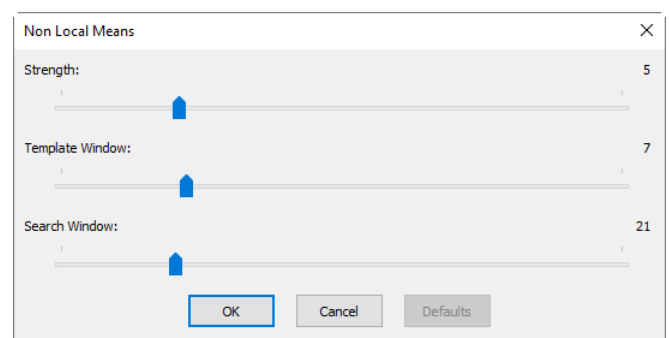 Non Local Means
Strength: 5
Template Window: 7
Search Window: 21
OK Cancel Defaults